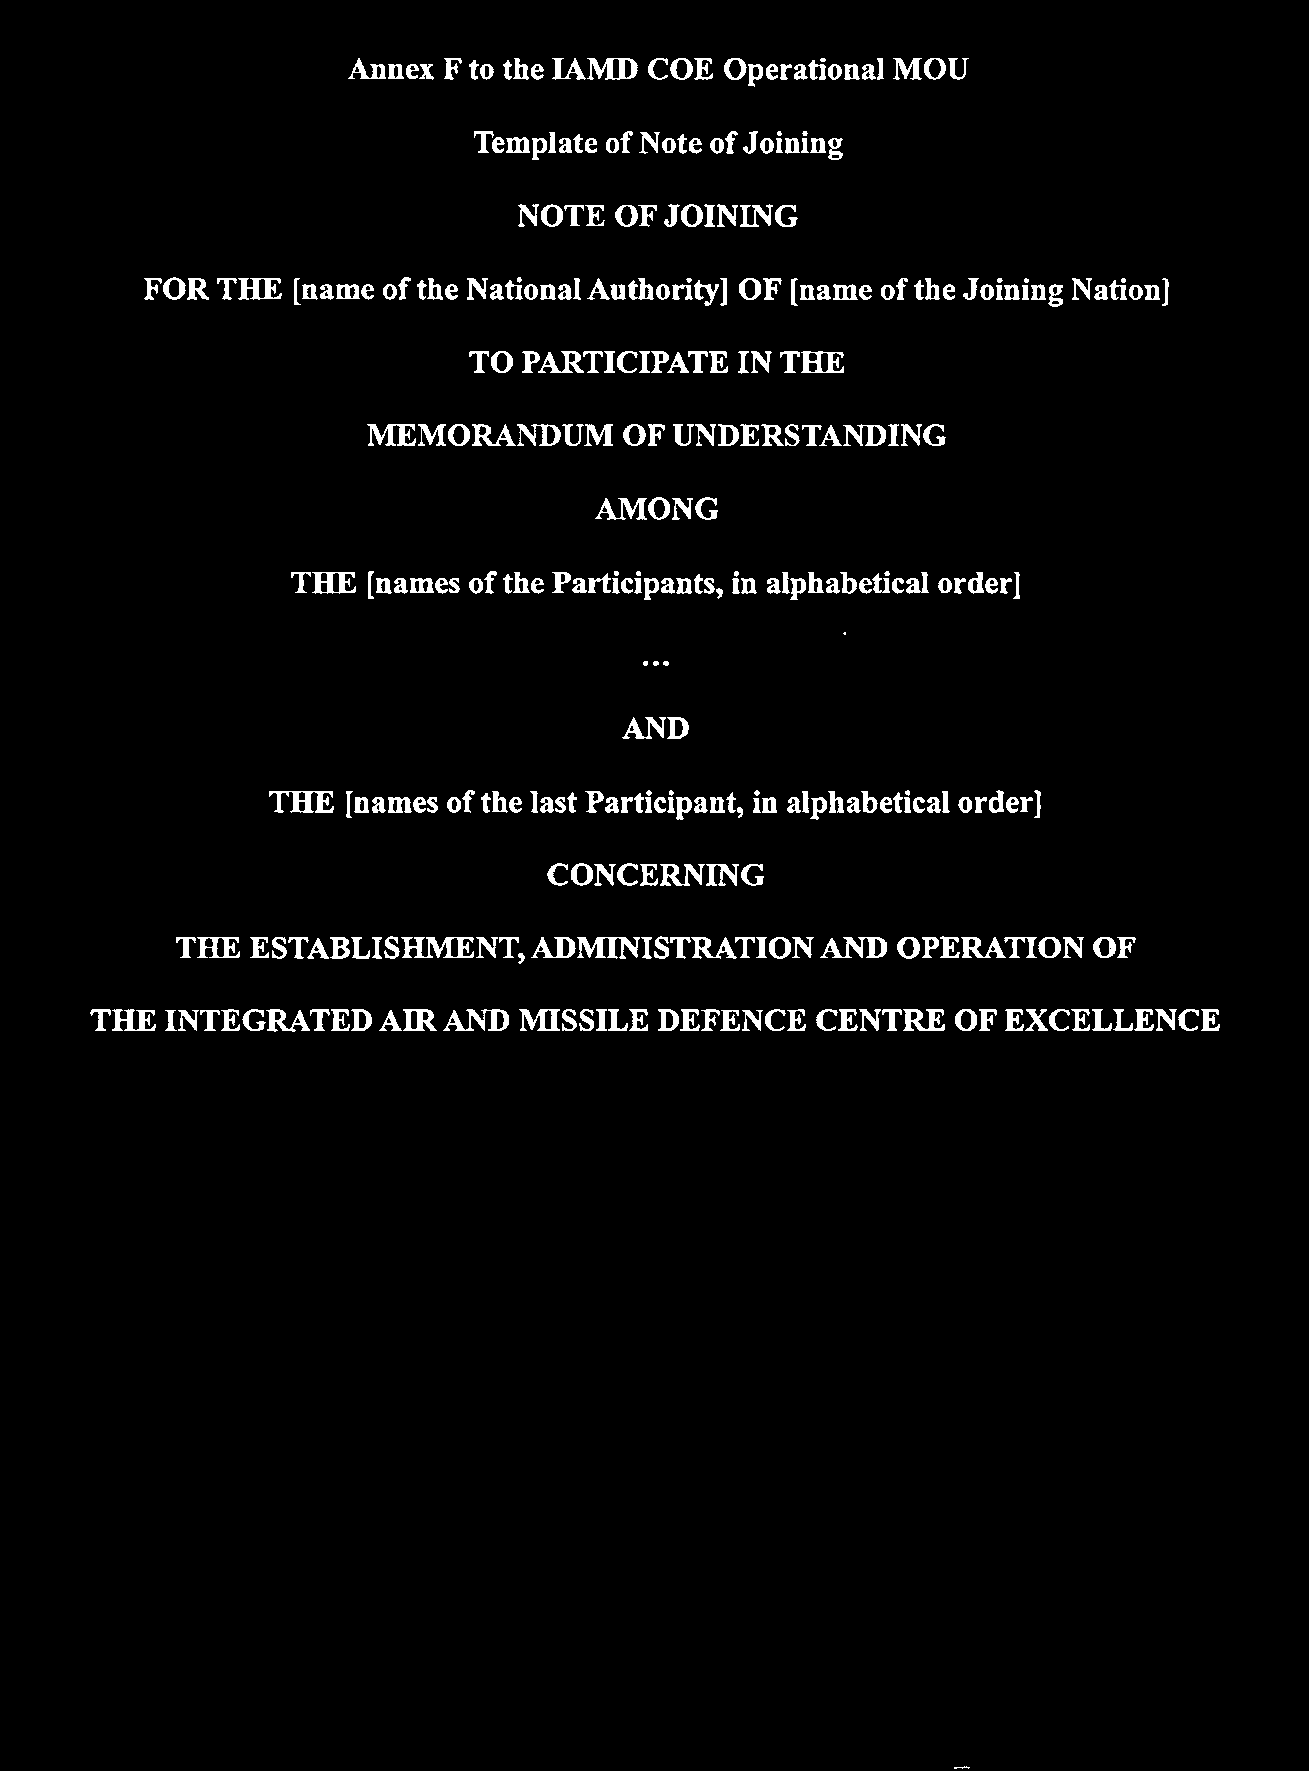 Annex F to the IAMD COE Operational MOU
Template of Note of Joining
NOTE OF JOINING
FOR THE [name of the National Authority] OF [name of the Joining Nation]
TO PARTICIPATE IN THE
MEMORANDUM OF UNDERSTANDING
AMONG
THE [names of the Participants, in alphabetical order]
...
AND
THE [names of the last Participant, in alphabetical order]
CONCERNING
THE ESTABLISHMENT, ADMINISTRATION AND OPERATION OF
THE INTEGRATED AIR AND MISSILE DEFENCE CENTRE OF EXCELLENCE